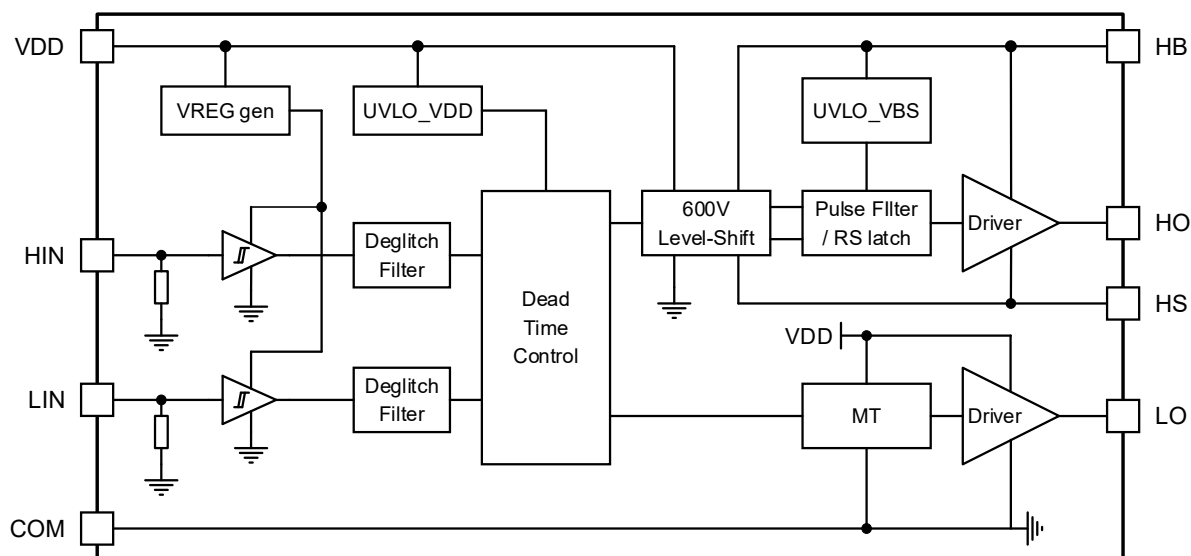 VDD
HB
VREG gen
UVLO_VDD
UVLO_VBS
600V
Level-Shift
Pulse FIlter
/ RS latch
Driver
HO
HIN
Deglitch
Filter
Dead
Time
Control
HS
VDD
LIN
Deglitch
Filter
MT
Driver
LO
COM